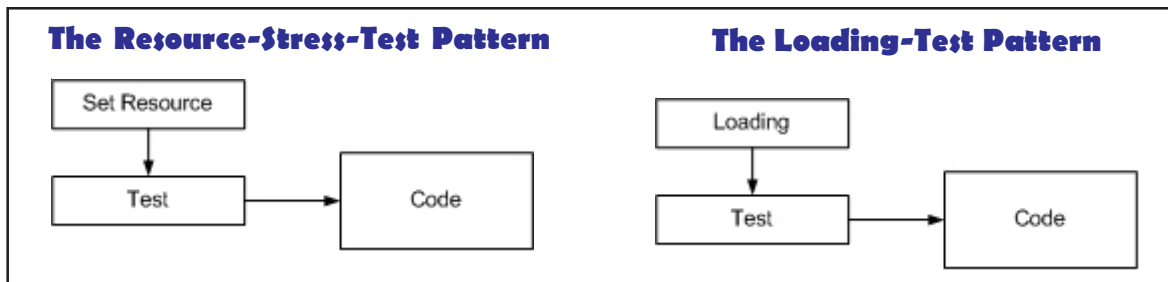 The Resource-Stress-Test Pattern
Set Resource
Test
Code
The Loading-Test Pattern
Loading
Test
Code